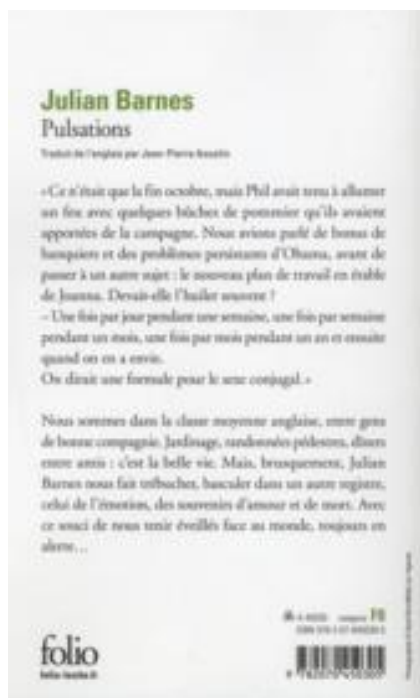 Julian Barnes
Pulsations
Traduit de l'anglais par Jean-Pierre Aoustin
« Ce n'était que la fin octobre, mais Phil avait tenu à allumer
un feu avec quelques bûches de pommier qu'ils avaient
apportées de la campagne. Nous avions parlé de bonus de
banquiers et des problèmes persistants d'Obama, avant de
passer à un autre sujet : le nouveau plan de travail en érable
de Joanna. Devait-elle l'huiler souvent ?
– Une fois par jour pendant une semaine, une fois par semaine
pendant un mois, une fois par mois pendant un an et ensuite
quand on en a envie.
On dirait une formule pour le sexe conjugal. »
Nous sommes dans la classe moyenne anglaise, entre gens
de bonne compagnie. Jardinage, randonnées pédestres, dîners
entre amis : c'est la belle vie. Mais, brusquement, Julian
Barnes nous fait trébucher, basculer dans un autre registre,
celui de l'émotion, des souvenirs d'amour et de mort. Avec
ce souci de nous tenir éveillés face au monde, toujours en
alerte…
folio
folio-lesite.fr